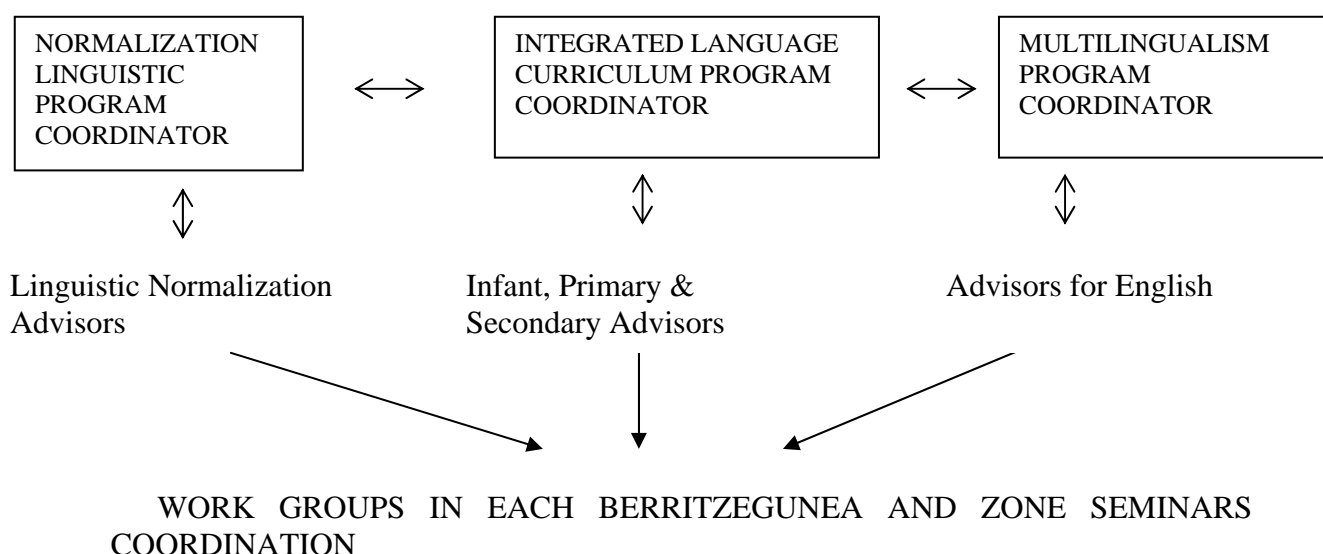 NORMALIZATION
LINGUISTIC
PROGRAM
COORDINATOR
INTEGRATED LANGUAGE
CURRICULUM PROGRAM
COORDINATOR
MULTILINGUALISM
PROGRAM
COORDINATOR
Linguistic Normalization
Advisors
Infant, Primary &
Secondary Advisors
Advisors for English
WORK GROUPS IN EACH BERRITZEGUNEA AND ZONE SEMINARS
COORDINATION